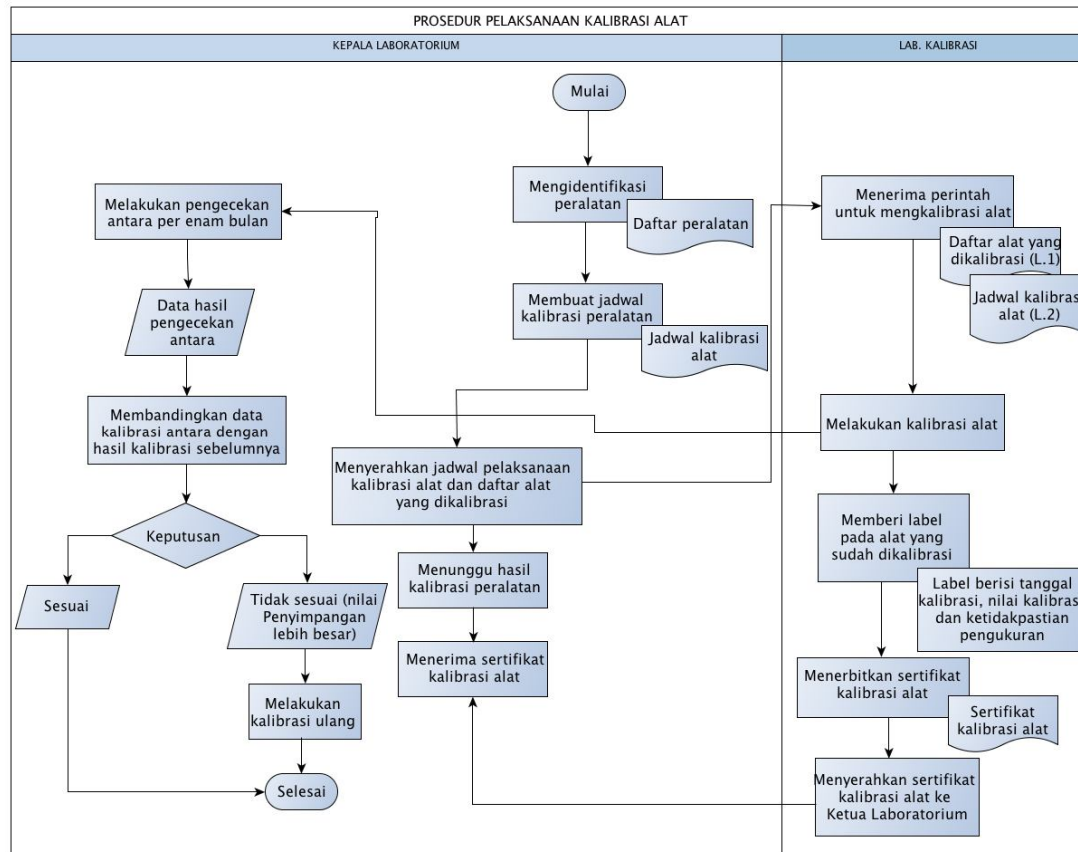 PROSEDUR PELAKSANAAN KALIBRASI ALAT
KEPALA LABORATORIUM
LAB. KALIBRASI
Mulai
Mengidentifikasi
peralatan
Daftar peralatan
Membuat jadwal
kalibrasi peralatan
Jadwal kalibrasi
alat
Menyerahkan jadwal pelaksanaan
kalibrasi alat dan daftar alat
yang dikalibrasi
Menunggu hasil
kalibrasi peralatan
Menerima sertifikat
kalibrasi alat
Menerima perintah
untuk mengkalibrasi alat
Daftar alat yang
dikalibrasi (L.1)
Jadwal kalibras
alat (L.2)
Melakukan kalibrasi alat
Memberi label
pada alat yang
sudah dikalibrasi
Label berisi tanggal
kalibrasi, nilai kalibras
dan ketidakpastian
pengukuran
Menerbitkan sertifikat
kalibrasi alat
Sertifikat
kalibrasi alat
Menyerahkan sertifikat
kalibrasi alat ke
Ketua Laboratorium
Melakukan pengecekan
antara per enam bulan
Data hasil
pengecekan
antara
Membandingkan data
kalibrasi antara dengan
hasil kalibrasi sebelumnya
Keputusan
Sesuai
Tidak sesuai (nilai
Penyimpangan
lebih besar)
Melakukan
kalibrasi ulang
Selesai